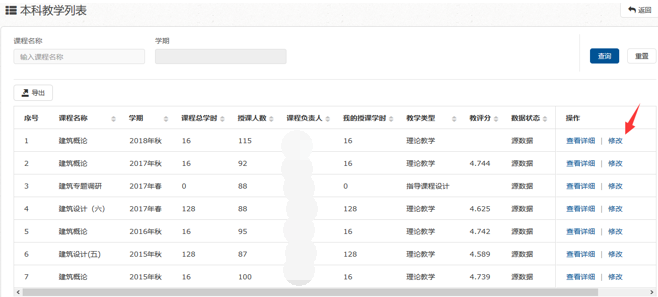 本科教学列表
返回
课程名称 学期
输入课程名称 查询 重置
导出
序号 课程名称 学期 课程总学时 授课人数 课程负责人 我的授课学时 教学类型 教评分 数据状态 操作
1 建筑概论 2018年秋 16 115 16 理论教学 源数据 查看详细 | 修改
2 建筑概论 2017年秋 16 92 16 理论教学 4.744 源数据 查看详细 | 修改
3 建筑专题调研 2017年春 0 88 0 指导课程设计 源数据 查看详细 | 修改
4 建筑设计（六） 2017年春 128 88 128 理论教学 4.625 源数据 查看详细 | 修改
5 建筑概论 2016年秋 16 95 16 理论教学 4.742 源数据 查看详细 | 修改
6 建筑设计(五) 2015年秋 128 87 128 理论教学 4.589 源数据 查看详细 | 修改
7 建筑概论 2015年秋 16 100 16 理论教学 4.739 源数据 查看详细 | 修改